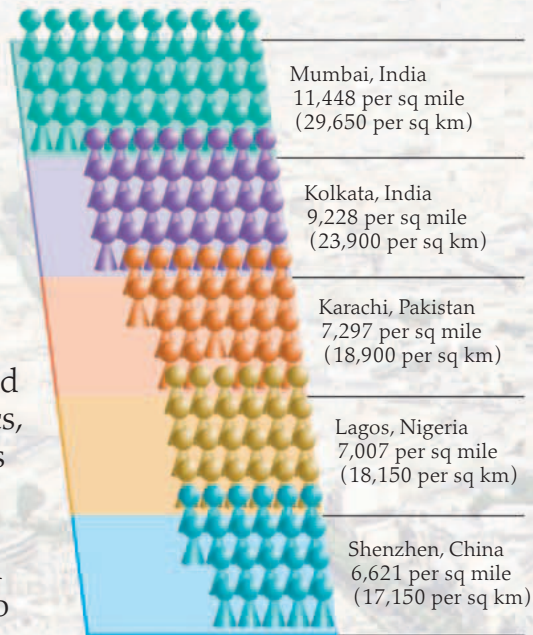 Mumbai, India
11,448 per sq mile
(29,650 per sq km)
Kolkata, India
9,228 per sq mile
(23,900 per sq km)
Karachi, Pakistan
7,297 per sq mile
(18,900 per sq km)
Lagos, Nigeria
7,007 per sq mile
(18,150 per sq km)
Shenzhen, China
6,621 per sq mile
(17,150 per sq km)